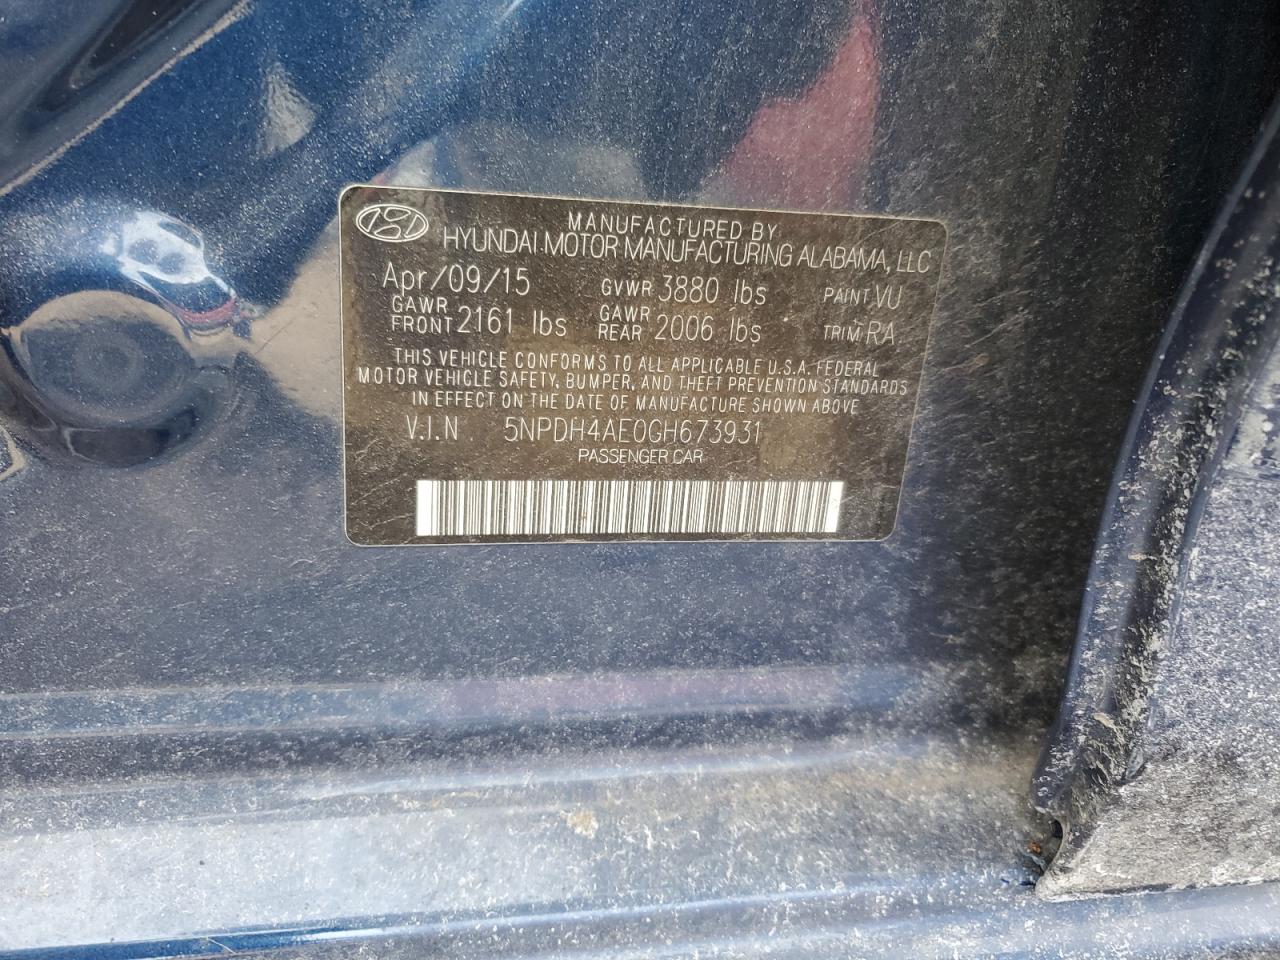 MANUFACTURED BY
HYUNDAI MOTOR MANUFACTURING ALABAMA, LLC
Apr/09/15 GVWR 3880 lbs PAINT VU
GAWR FRONT 2161 lbs GAWR REAR 2006 lbs TRIM RA
THIS VEHICLE CONFORMS TO ALL APPLICABLE U.S.A. FEDERAL
MOTOR VEHICLE SAFETY, BUMPER, AND THEFT PREVENTION STANDARDS
IN EFFECT ON THE DATE OF MANUFACTURE SHOWN ABOVE
V.I.N 5NPDH4AE0GH673931
PASSENGER CAR